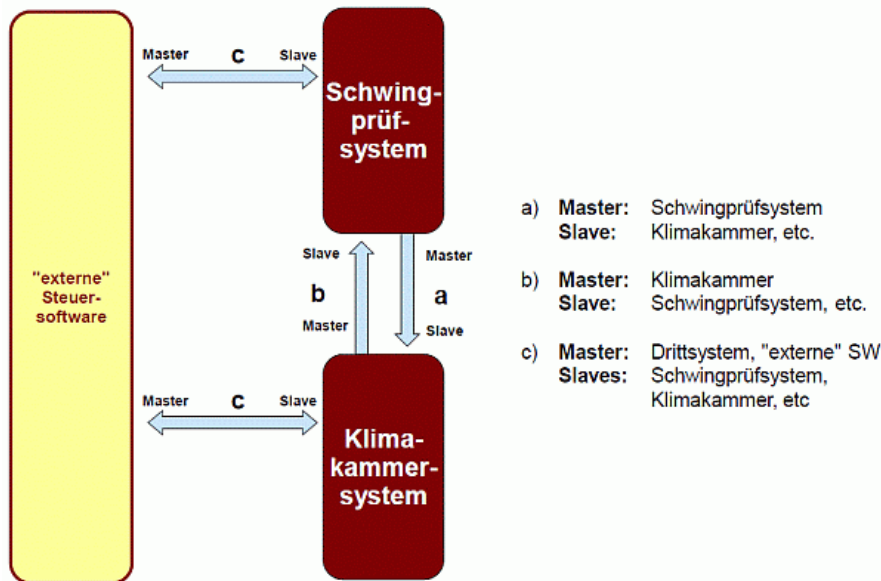 Master c Slave
Schwing-
prüf-
system
"externe"
Steuer-
software
Slave
Master
b
a
Master
Slave
Master c Slave
Klima-
kammer-
system
a) Master: Schwingprüfsystem
Slave: Klimakammer, etc.
b) Master: Klimakammer
Slave: Schwingprüfsystem, etc.
c) Master: Drittsystem, "externe" SW
Slaves: Schwingprüfsystem,
Klimakammer, etc